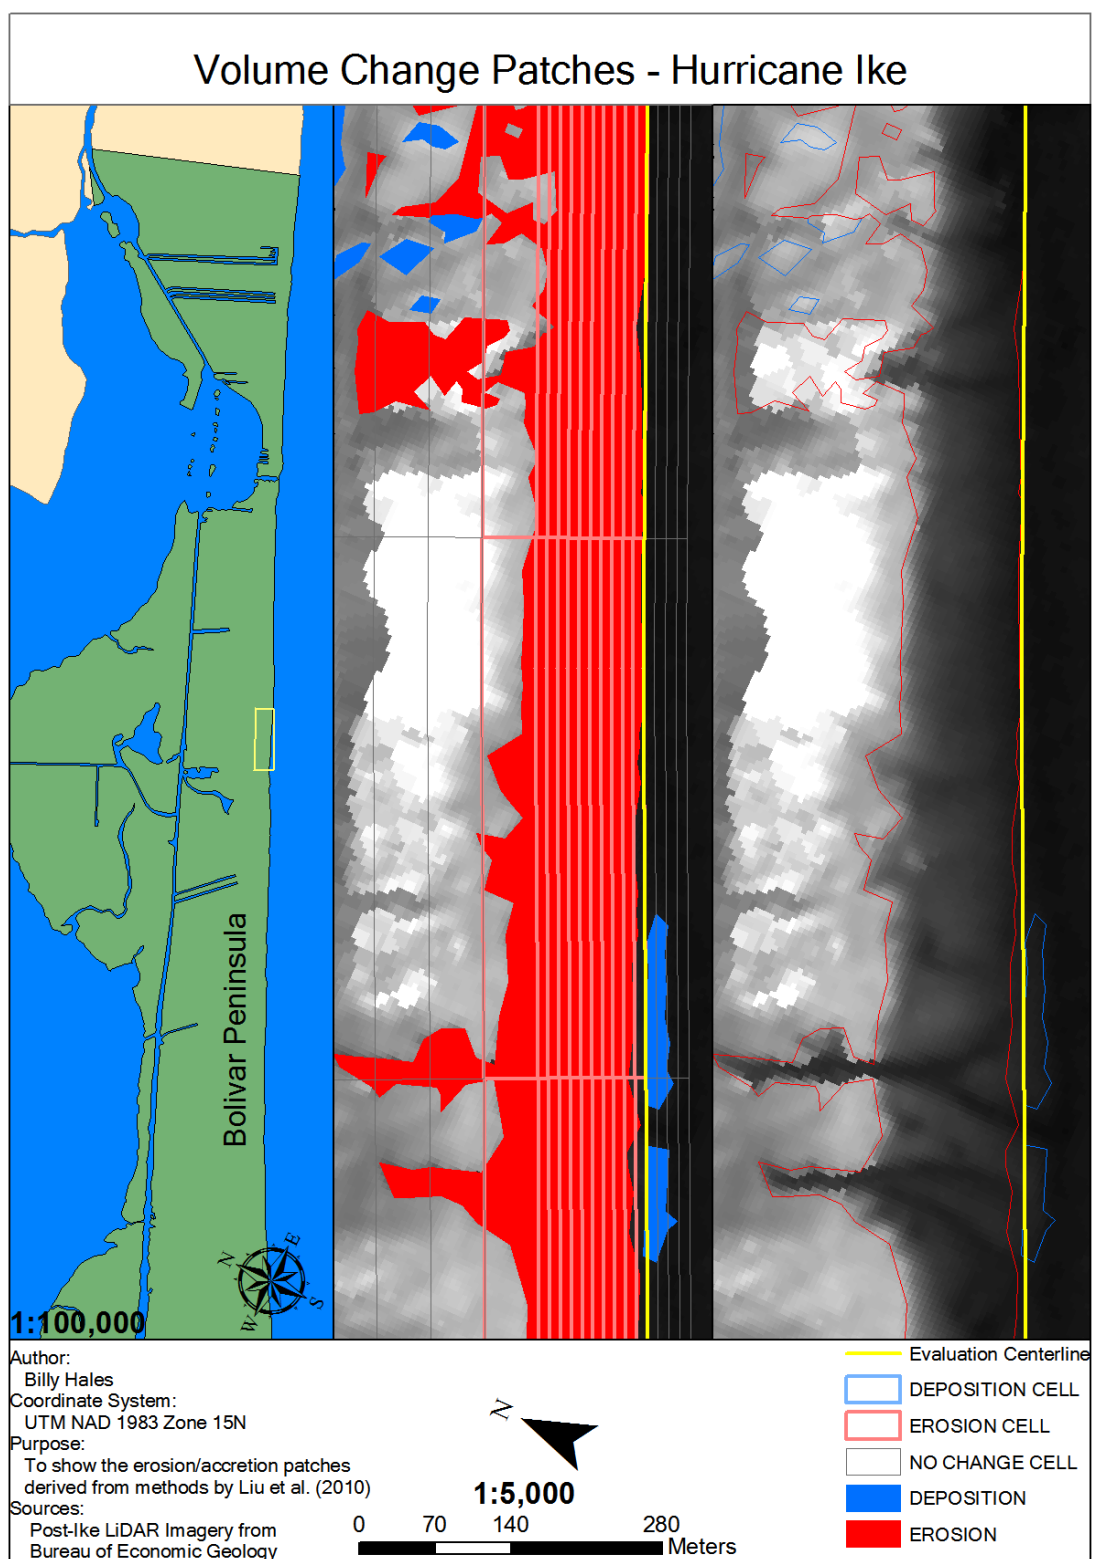 Volume Change Patches - Hurricane Ike
Bolivar Peninsula
N
E
S
W
1:100,000
Author:
Billy Hales
Coordinate System:
UTM NAD 1983 Zone 15N
Purpose:
To show the erosion/accretion patches
derived from methods by Liu et al. (2010)
Sources:
Post-Ike LiDAR Imagery from
Bureau of Economic Geology
N
1:5,000
0 70 140 280
Meters
Evaluation Centerline
DEPOSITION CELL
EROSION CELL
NO CHANGE CELL
DEPOSITION
EROSION